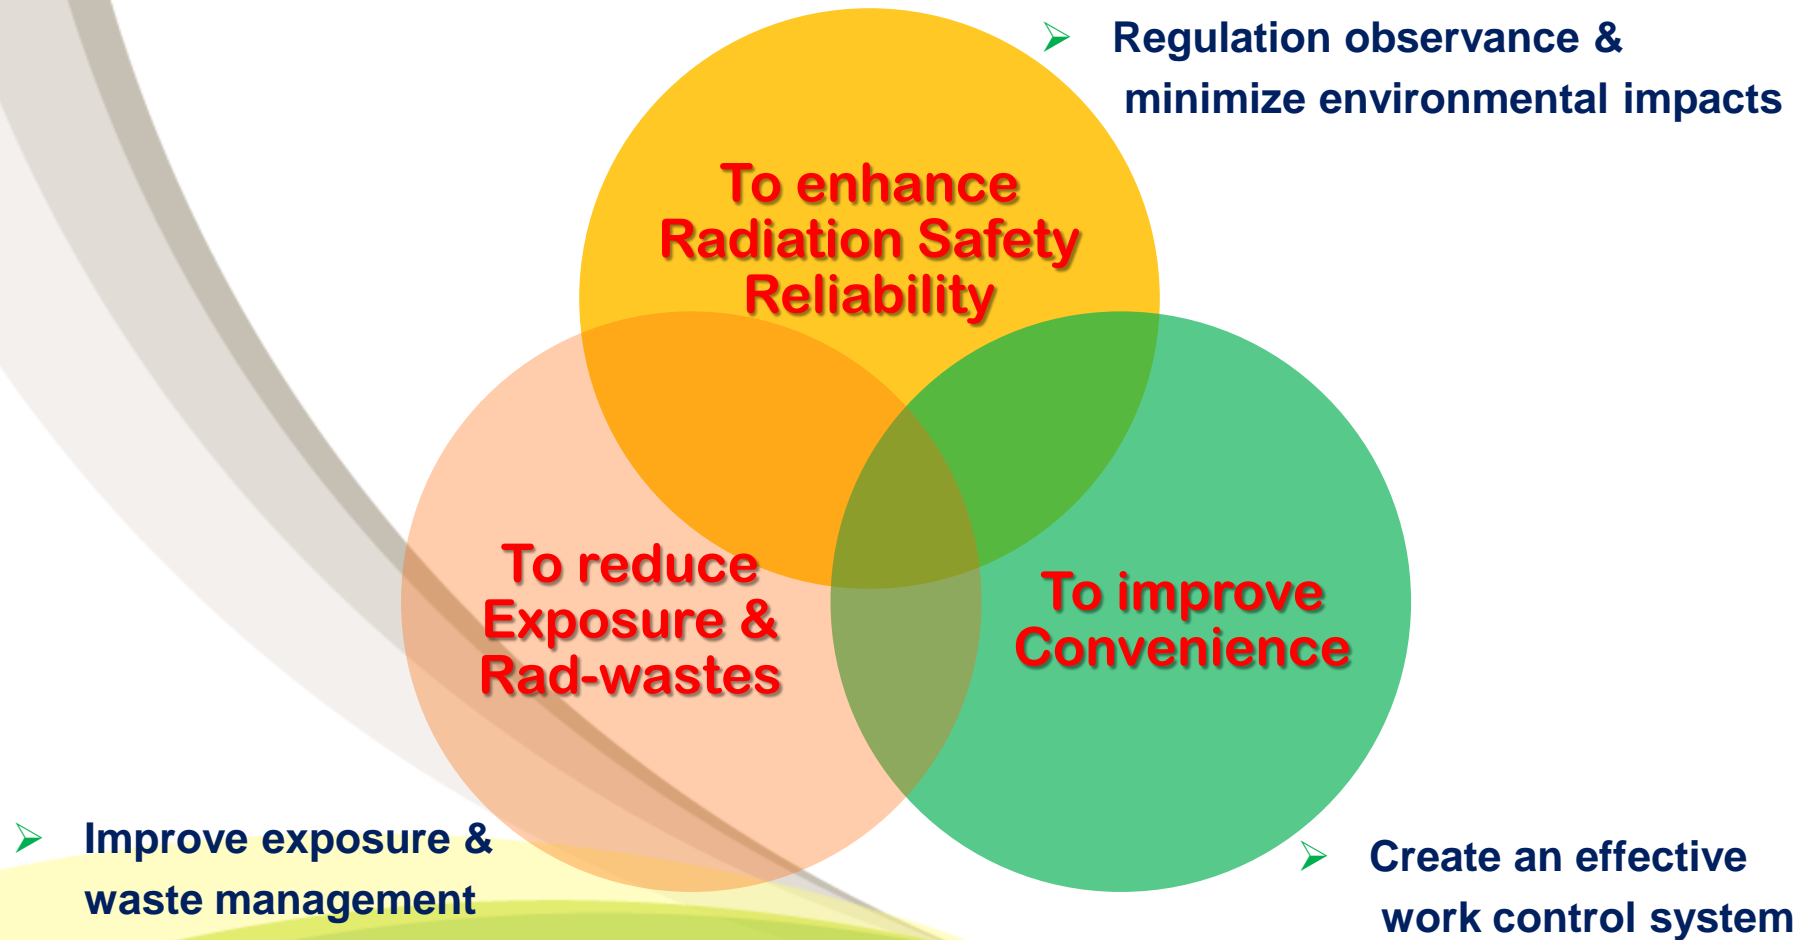 Regulation observance &
minimize environmental impacts
To enhance
Radiation Safety
Reliability
To reduce
Exposure &
Rad-wastes
To improve
Convenience
Improve exposure &
waste management
Create an effective
work control system